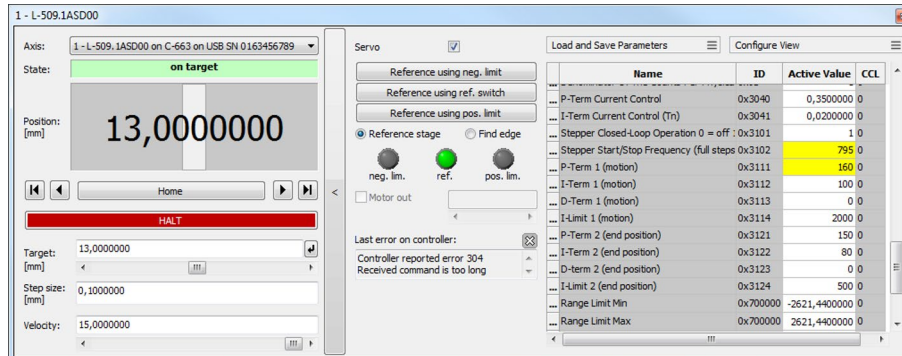 1 - L-509.1ASD00
Axis:
1 - L-509. 1ASD00 on C-663 on USB SN 0163456789
State:
on target
Position:
[mm]
13,0000000
Home
HALT
Target:
[mm]
13,0000000
Step size:
[mm]
0,1000000
Velocity:
15,0000000
<
Servo
Reference using neg. limit
Reference using ref. switch
Reference using pos. limit
Reference stage
Find edge
neg. lim.
ref.
pos. lim.
Motor out
Last error on controller:
Controller reported error 304
Received command is too long
Load and Save Parameters
Configure View
Name ID Active Value CCL
... P-Term Current Control 0x3040 0,3500000 0
... I-Term Current Control (Tn) 0x3041 0,0200000 0
... Stepper Closed-Loop Operation 0 = off : 0x3101 1 0
... Stepper Start/Stop Frequency (full steps 0x3102 795 0
... P-Term 1 (motion) 0x3111 160 0
... I-Term 1 (motion) 0x3112 100 0
... D-Term 1 (motion) 0x3113 0 0
... I-Limit 1 (motion) 0x3114 2000 0
... P-Term 2 (end position) 0x3121 150 0
... I-Term 2 (end position) 0x3122 80 0
... D-term 2 (end position) 0x3123 0 0
... I-Limit 2 (end position) 0x3124 500 0
... Range Limit Min 0x700000 -2621,4400000 0
... Range Limit Max 0x700000 2621,4400000 0